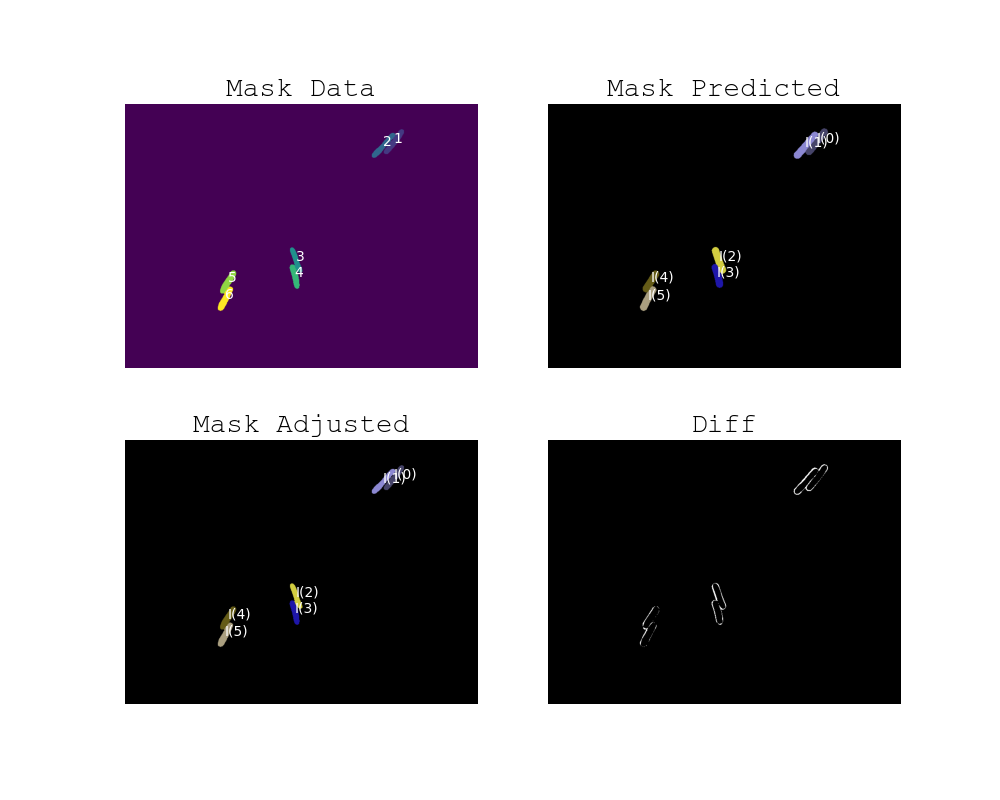 Mask Data
2 1
3
4
5
6
Mask Predicted
I(1) I(0)
I(2)
I(3)
I(4)
I(5)
Mask Adjusted
I(1) I(0)
I(2)
I(3)
I(4)
I(5)
Diff